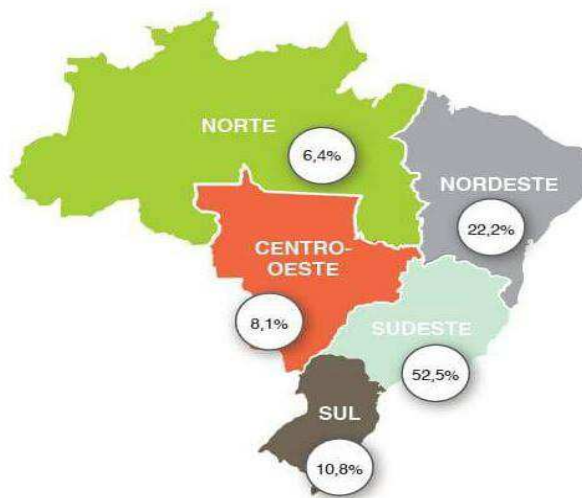 NORTE
6,4%
NORDESTE
22,2%
CENTRO-
OESTE
8,1%
SUDESTE
52,5%
SUL
10,8%